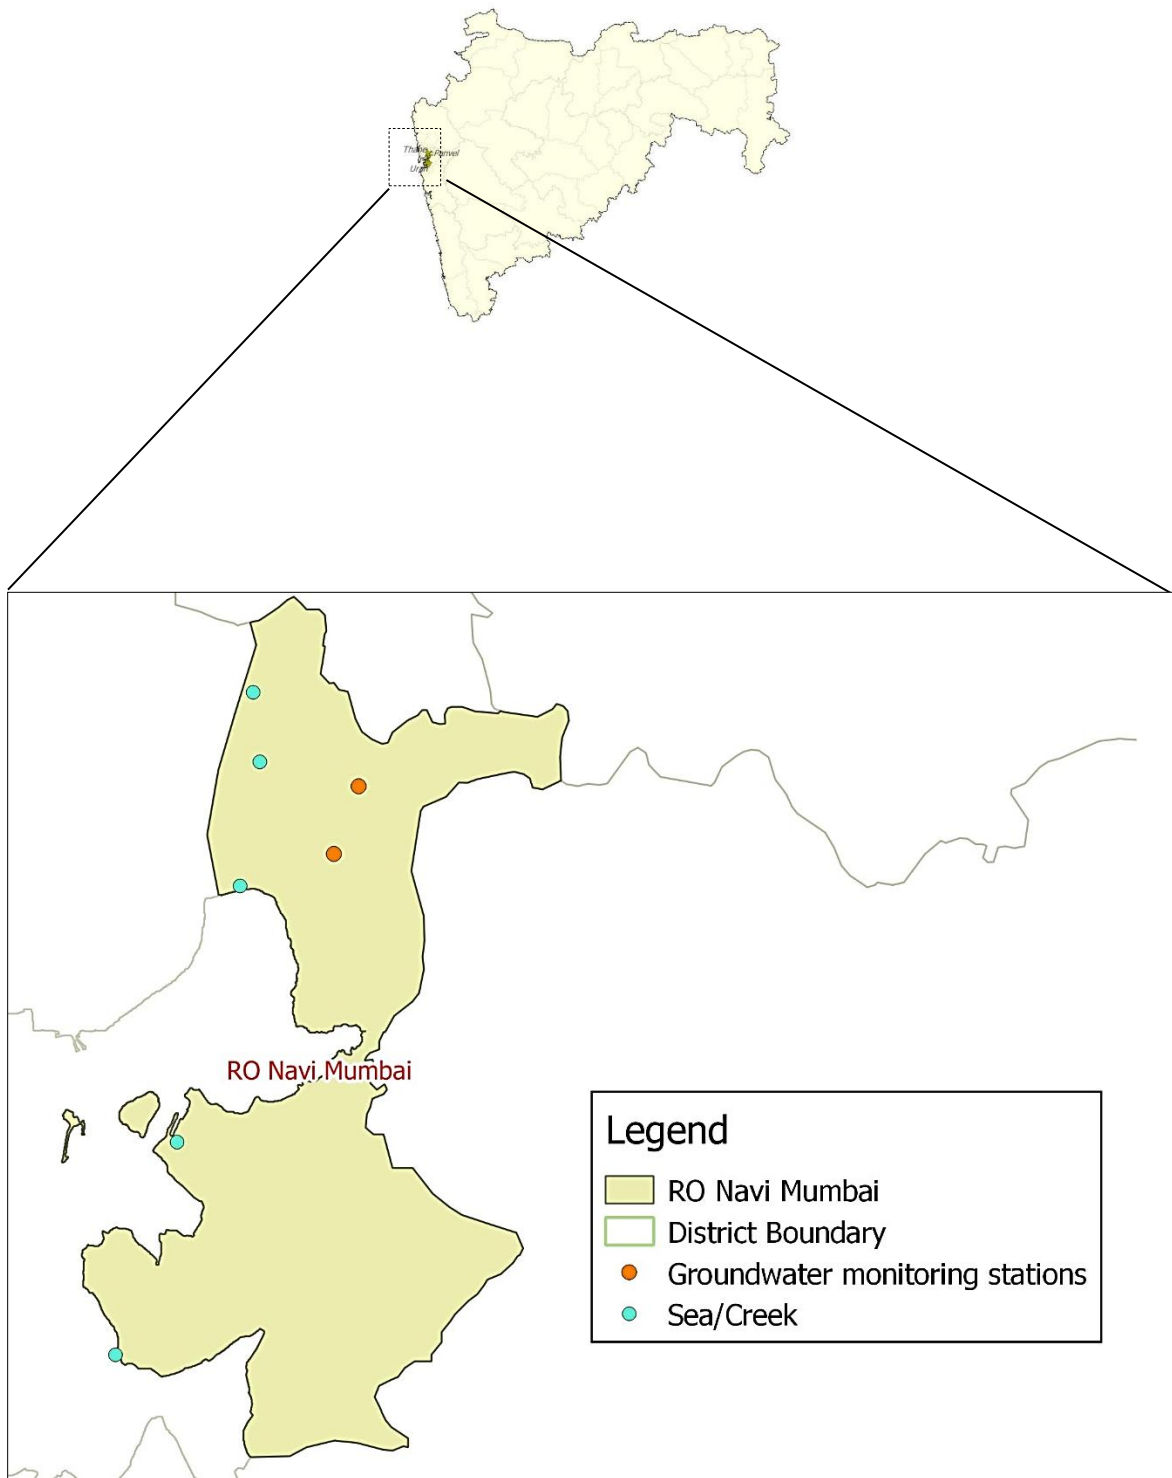 Thane
Panvel
Uran
RO Navi Mumbai
Legend
RO Navi Mumbai
District Boundary
Groundwater monitoring stations
Sea/Creek